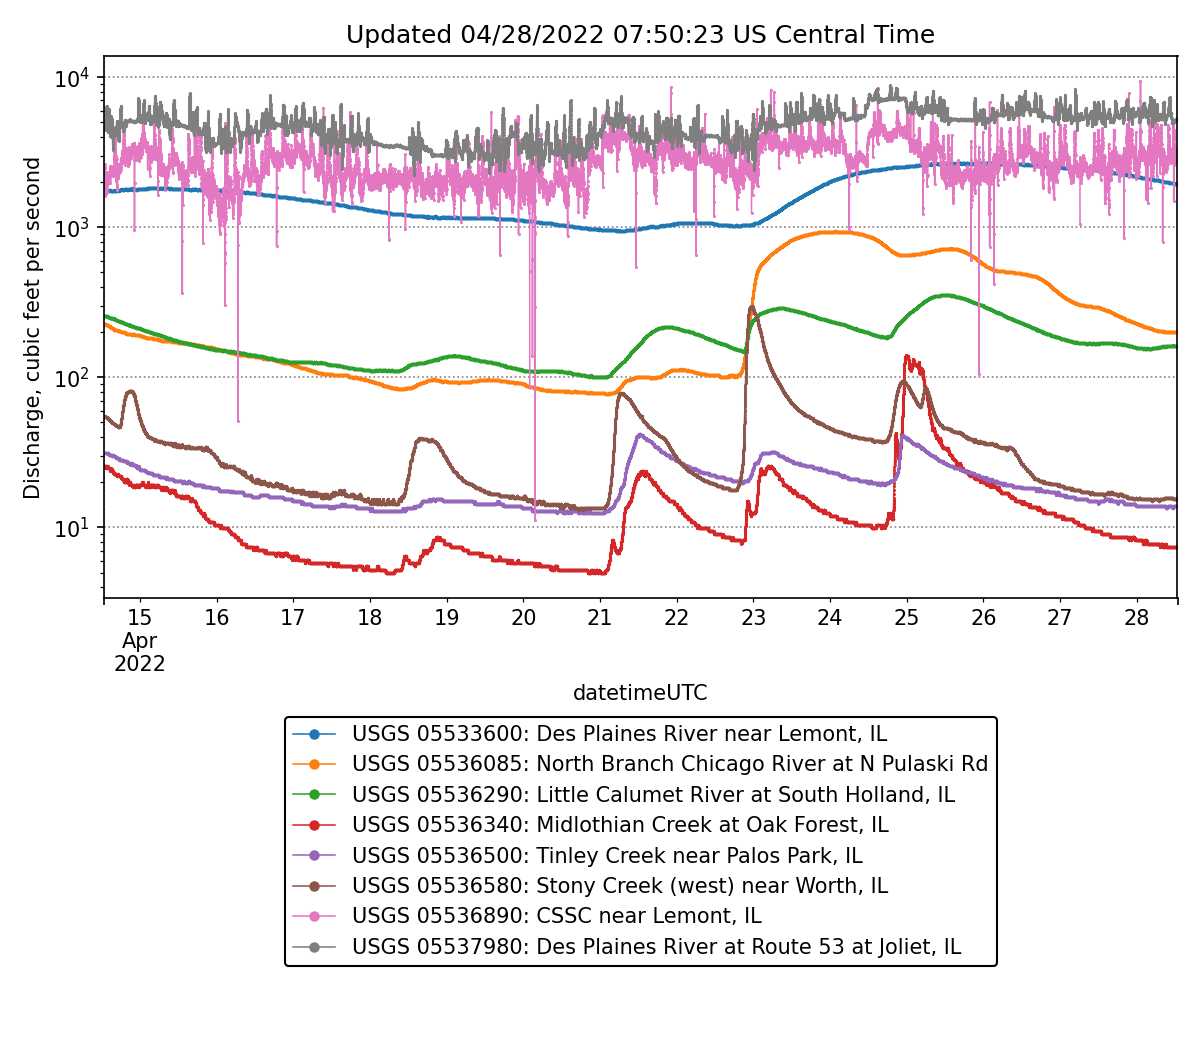 Updated 04/28/2022 07:50:23 US Central Time
Discharge, cubic feet per second
10^4
10^3
10^2
10^1
15 16 17 18 19 20 21 22 23 24 25 26 27 28
Apr
2022
datetimeUTC
USGS 05533600: Des Plaines River near Lemont, IL
USGS 05536085: North Branch Chicago River at N Pulaski Rd
USGS 05536290: Little Calumet River at South Holland, IL
USGS 05536340: Midlothian Creek at Oak Forest, IL
USGS 05536500: Tinley Creek near Palos Park, IL
USGS 05536580: Stony Creek (west) near Worth, IL
USGS 05536890: CSSC near Lemont, IL
USGS 05537980: Des Plaines River at Route 53 at Joliet, IL